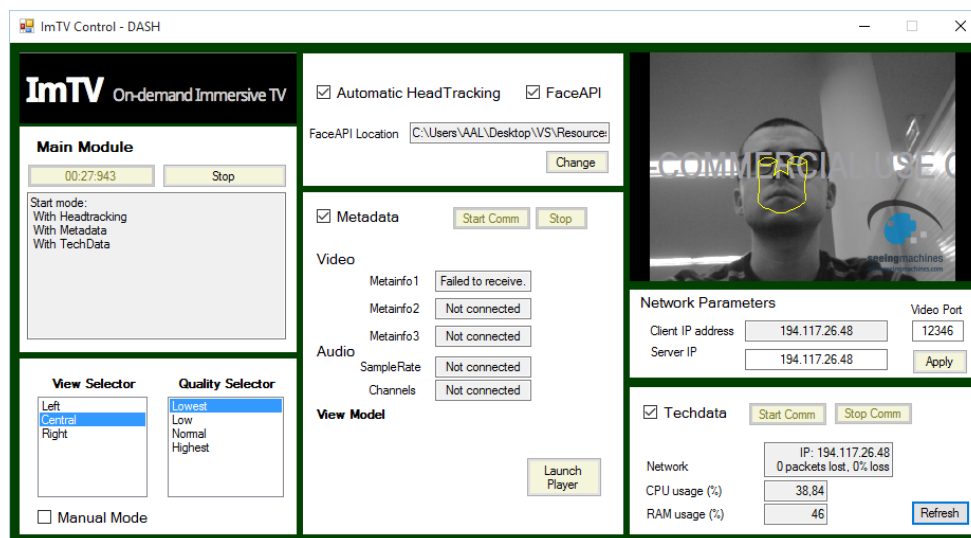 ImTV Control - DASH
ImTV On-demand Immersive TV
Main Module
00:27:943 Stop
Start mode:
With Headtracking
With Metadata
With TechData
View Selector Quality Selector
Left
Central
Right
Lowest
Low
Normal
Highest
Manual Mode
Automatic HeadTracking FaceAPI
FaceAPI Location C:\Users\AAL\Desktop\VS\Resources
Change
Metadata Start Comm Stop
Video
Metainfo1 Failed to receive.
Metainfo2 Not connected
Metainfo3 Not connected
Audio
SampleRate Not connected
Channels Not connected
View Model
Launch
Player
-COMMERCIAL USE
seeingmachines
Network Parameters
Video Port
Client IP address 194.117.26.48 12346
Server IP 194.117.26.48 Apply
Techdata Start Comm Stop Comm
IP: 194.117.26.48
Network 0 packets lost, 0% loss
CPU usage (%) 38,84
RAM usage (%) 46 Refresh